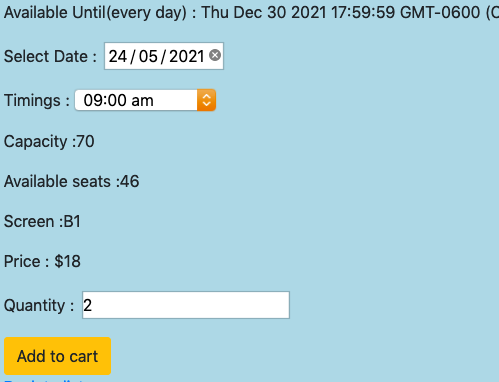 Available Until(every day) : Thu Dec 30 2021 17:59:59 GMT-0600 (C
Select Date : 24/05/2021
Timings : 09:00 am
Capacity :70
Available seats :46
Screen :B1
Price : $18
Quantity : 2
Add to cart